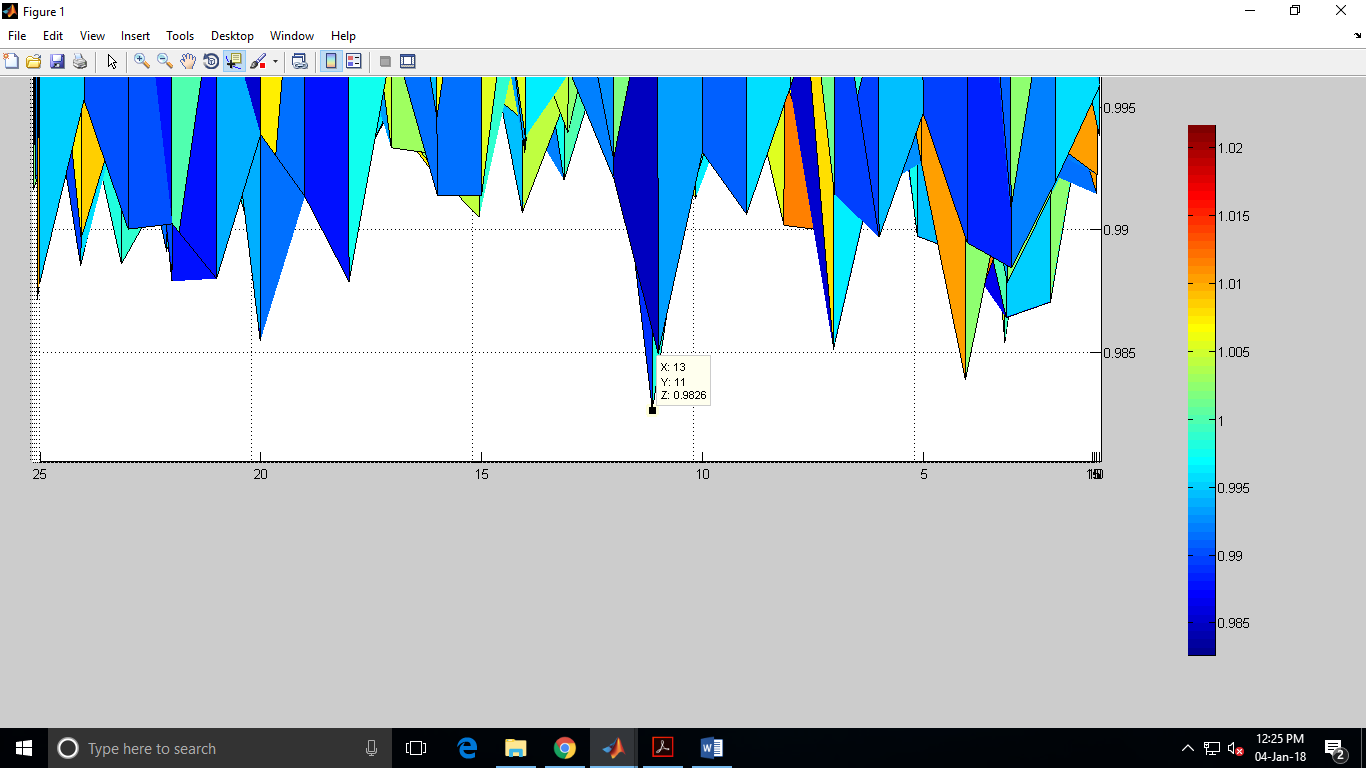 Figure 1
File Edit View Insert Tools Desktop Window Help
0.995
0.99
0.985
X: 13
Y: 11
Z: 0.9826
25 20 15 10 5
1.02
1.015
1.01
1.005
1
0.995
0.99
0.985
Type here to search
12:25 PM
04-Jan-18
2